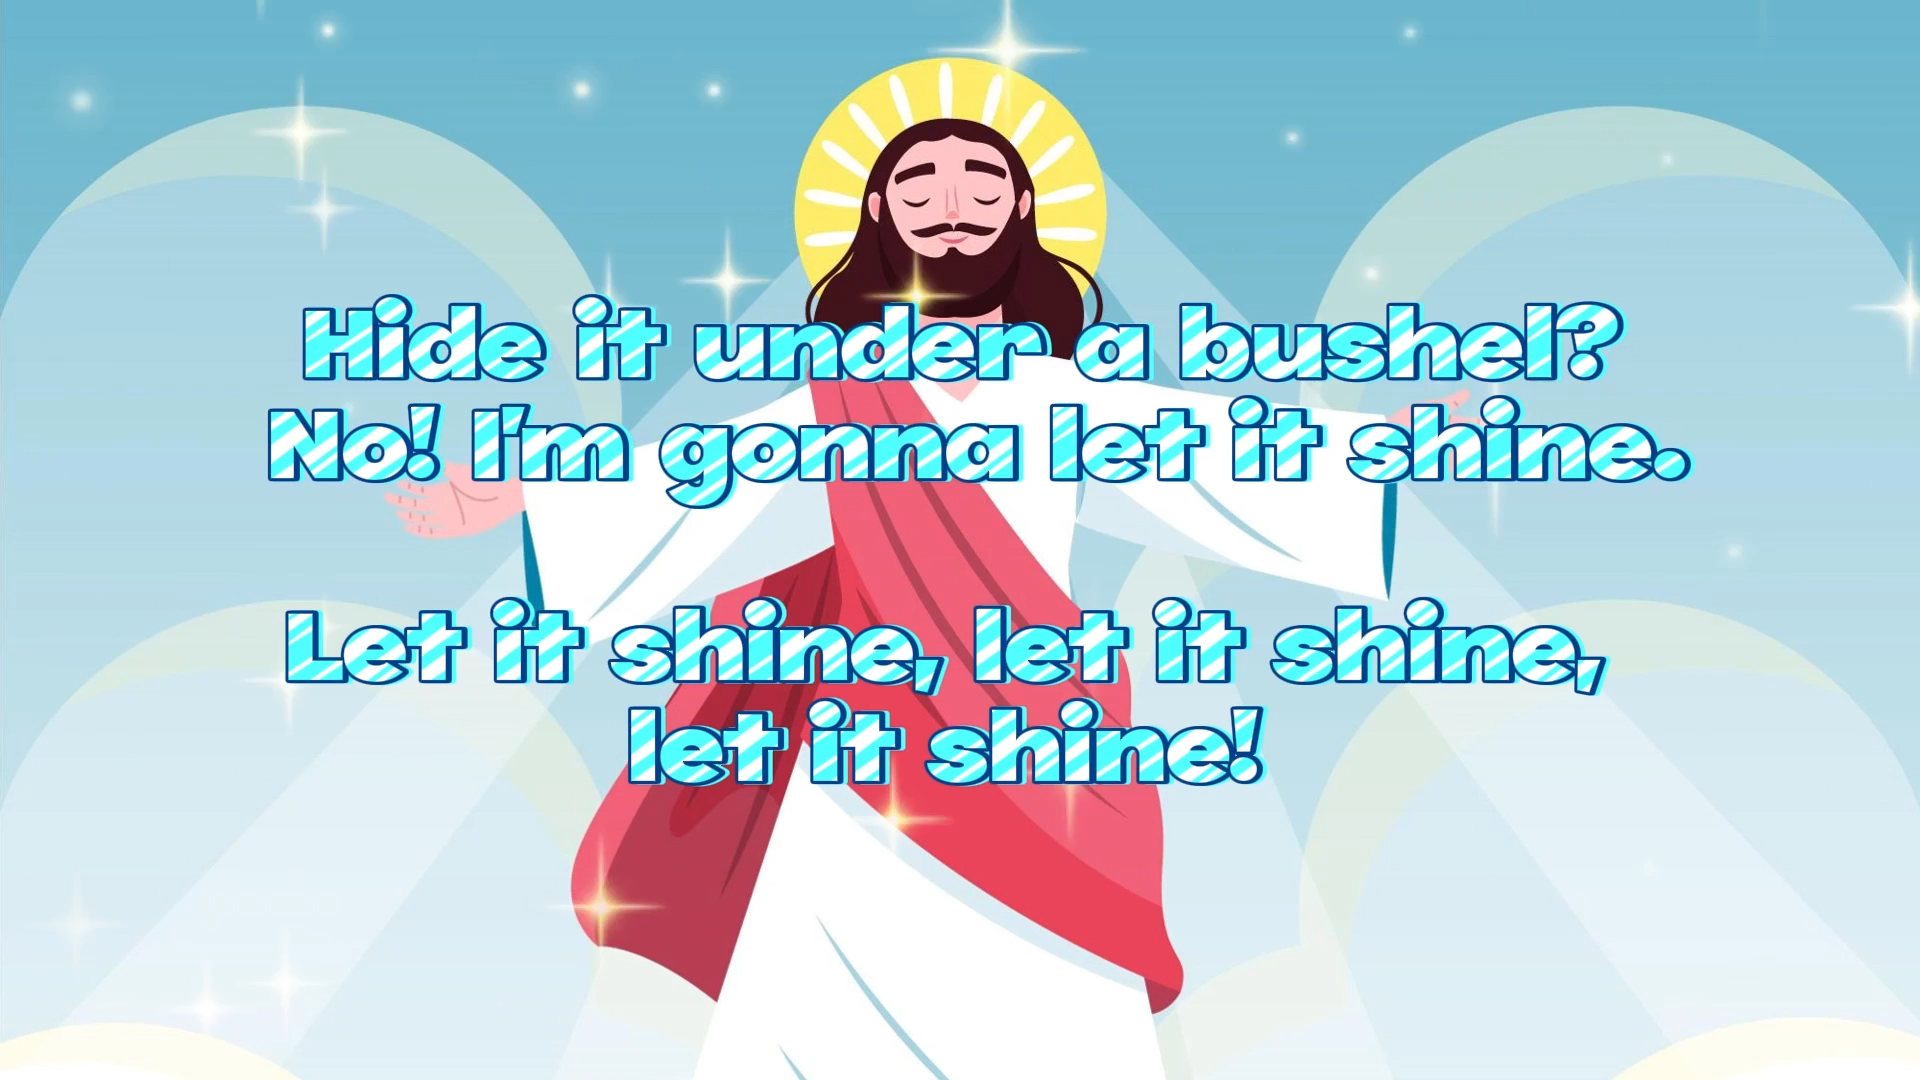 Hide it under a bushel?
No! I'm gonna let it shine.
Let it shine, let it shine,
let it shine!